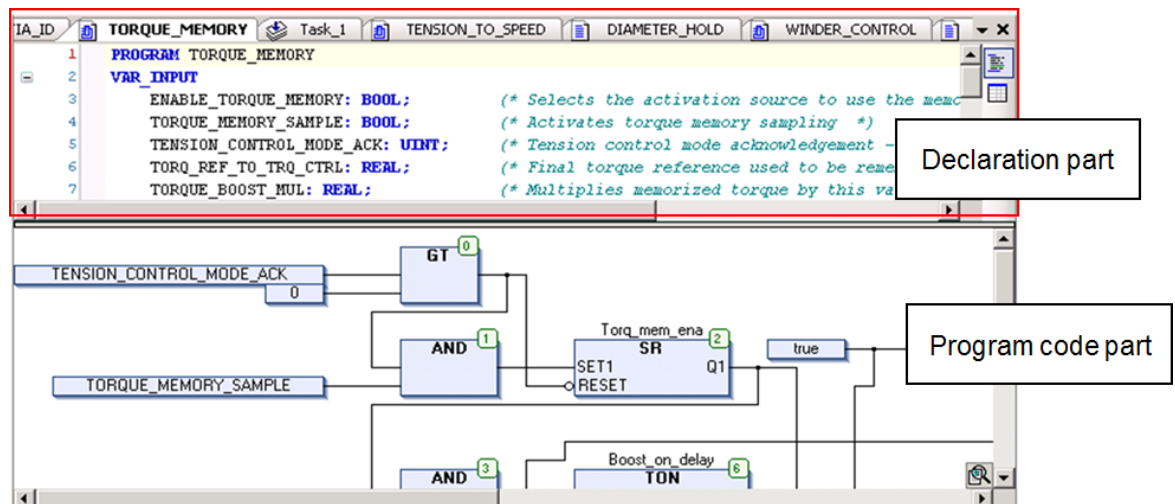 IA_ID TORQUE_MEMORY Task_1 TENSION_TO_SPEED DIAMETER_HOLD WINDER_CONTROL
1 PROGRAM TORQUE_MEMORY
2 VAR_INPUT
3 ENABLE_TORQUE_MEMORY: BOOL; (* Selects the activation source to use the memo
4 TORQUE_MEMORY_SAMPLE: BOOL; (* Activates torque memory sampling *)
5 TENSION_CONTROL_MODE_ACK: UINT; (* Tension control mode acknowledgement -
6 TORQ_REF_TO_TRQ_CTRL: REAL; (* Final torque reference used to be reme
7 TORQUE_BOOST_MUL: REAL; (* Multiplies memorized torque by this va
Declaration part
GT 0
TENSION_CONTROL_MODE_ACK
0
Torq_mem_ena
AND 1
SR 2
true
Program code part
SET1 Q1
TORQUE_MEMORY_SAMPLE
RESET
Boost_on_delay
AND 3
TON 6